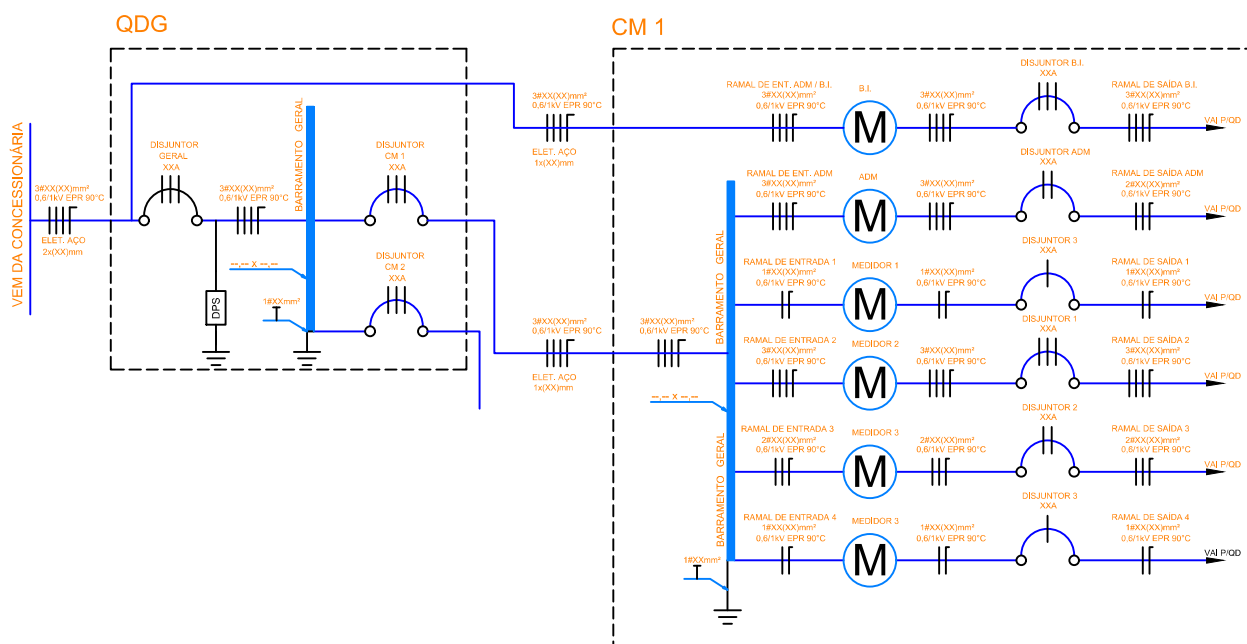 QDG
CM 1
VEM DA CONCESSIONÁRIA
3#XX(XX)mm²
0,6/1kV EPR 90°C
ELET. AÇO
2x(XX)mm
DISJUNTOR
GERAL
XXA
3#XX(XX)mm²
0,6/1kV EPR 90°C
DPS
BARRAMENTO GERAL
--,-- x --,--
1#XXmm²
DISJUNTOR
CM 1
XXA
DISJUNTOR
CM 2
XXA
3#XX(XX)mm²
0,6/1kV EPR 90°C
ELET. AÇO
1x(XX)mm
3#XX(XX)mm²
0,6/1kV EPR 90°C
ELET. AÇO
1x(XX)mm
3#XX(XX)mm²
0,6/1kV EPR 90°C
BARRAMENTO GERAL
--,-- x --,--
BARRAMENTO GERAL
1#XXmm²
RAMAL DE ENT. ADM / B.I.
3#XX(XX)mm²
0,6/1kV EPR 90°C
B.I.
M
3#XX(XX)mm²
0,6/1kV EPR 90°C
DISJUNTOR B.I.
XXA
RAMAL DE SAÍDA B.I.
3#XX(XX)mm²
0,6/1kV EPR 90°C
VAI P/QD
RAMAL DE ENT. ADM
3#XX(XX)mm²
0,6/1kV EPR 90°C
ADM
M
3#XX(XX)mm²
0,6/1kV EPR 90°C
DISJUNTOR ADM
XXA
RAMAL DE SAÍDA ADM
2#XX(XX)mm²
0,6/1kV EPR 90°C
VAI P/QD
RAMAL DE ENTRADA 1
1#XX(XX)mm²
0,6/1kV EPR 90°C
MEDIDOR 1
M
1#XX(XX)mm²
0,6/1kV EPR 90°C
DISJUNTOR 3
XXA
RAMAL DE SAÍDA 1
1#XX(XX)mm²
0,6/1kV EPR 90°C
VAI P/QD
RAMAL DE ENTRADA 2
3#XX(XX)mm²
0,6/1kV EPR 90°C
MEDIDOR 2
M
3#XX(XX)mm²
0,6/1kV EPR 90°C
DISJUNTOR 1
XXA
RAMAL DE SAÍDA 2
3#XX(XX)mm²
0,6/1kV EPR 90°C
VAI P/QD
RAMAL DE ENTRADA 3
2#XX(XX)mm²
0,6/1kV EPR 90°C
MEDIDOR 3
M
2#XX(XX)mm²
0,6/1kV EPR 90°C
DISJUNTOR 2
XXA
RAMAL DE SAÍDA 3
2#XX(XX)mm²
0,6/1kV EPR 90°C
VAI P/QD
RAMAL DE ENTRADA 4
1#XX(XX)mm²
0,6/1kV EPR 90°C
MEDIDOR 3
M
1#XX(XX)mm²
0,6/1kV EPR 90°C
DISJUNTOR 3
XXA
RAMAL DE SAÍDA 4
1#XX(XX)mm²
0,6/1kV EPR 90°C
VAI P/QD